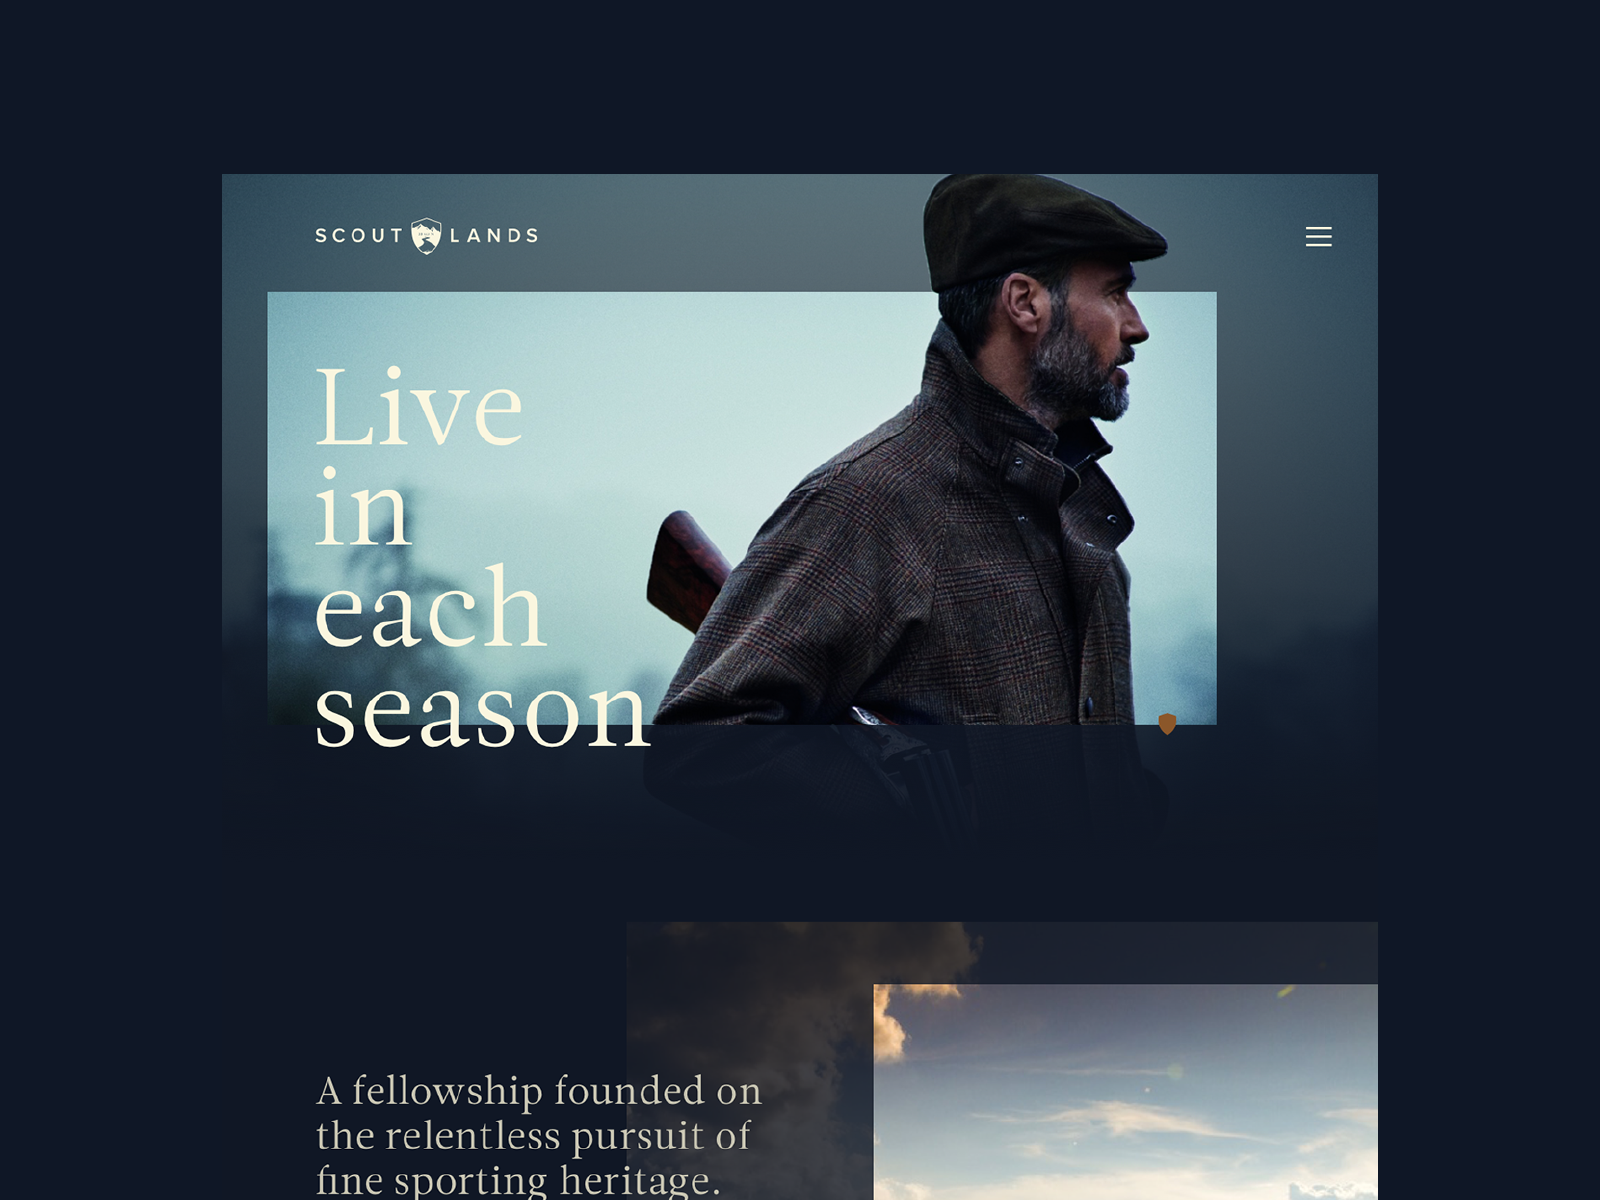 SCOUT LANDS
Live
in
each
season
A fellowship founded on
the relentless pursuit of
fine sporting heritage.